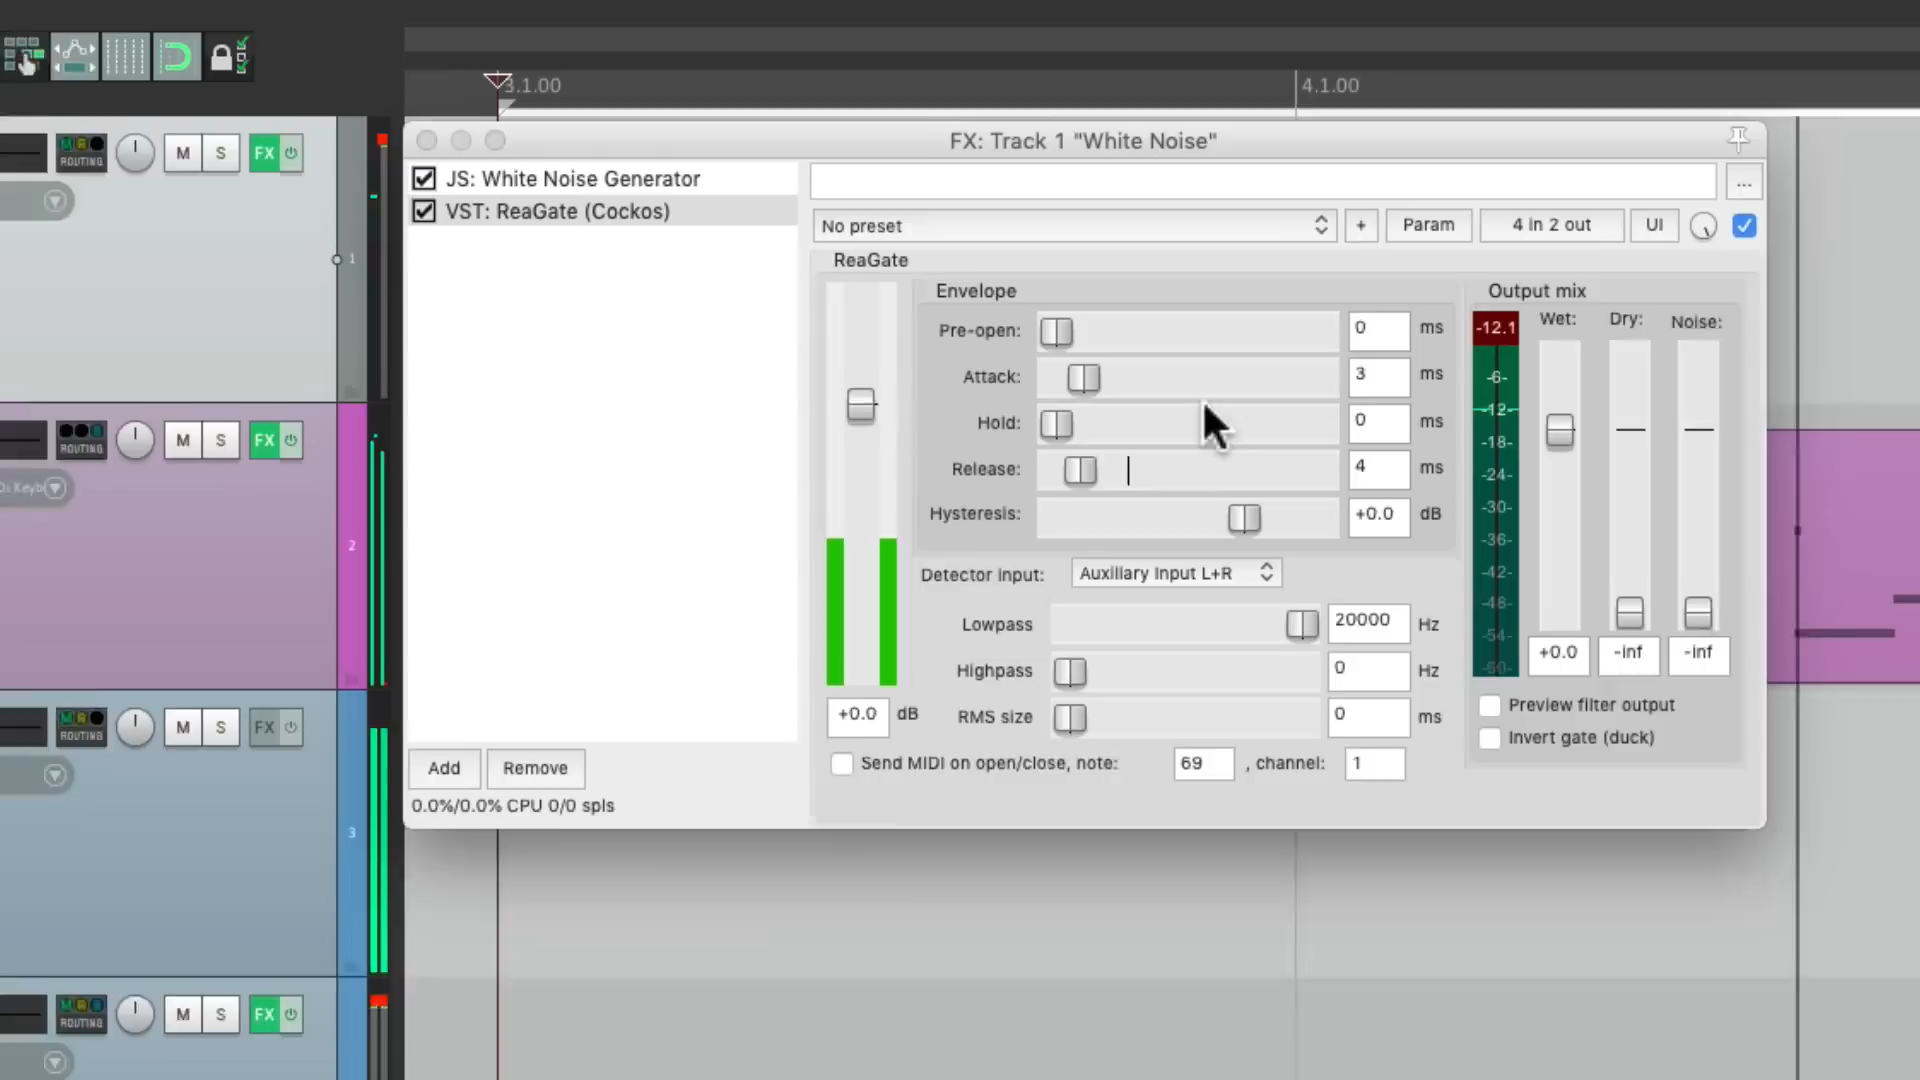 3.1.00
4.1.00
FX: Track 1 "White Noise"
JS: White Noise Generator
VST: ReaGate (Cockos)
...
No preset
+
Param
4 in 2 out
UI
ReaGate
Envelope
Output mix
Pre-open:
0
ms
Attack:
3
ms
Hold:
0
ms
Release:
4
ms
Hysteresis:
+0.0
dB
Wet:
Dry:
Noise:
-12.1
-6-
-12-
-18-
-24-
-30-
-36-
-42-
-48-
-54-
-60-
+0.0
-inf
-inf
Detector input:
Auxiliary Input L+R
Lowpass
20000
Hz
Highpass
0
Hz
RMS size
0
ms
+0.0
dB
Preview filter output
Invert gate (duck)
Send MIDI on open/close, note:
69
, channel:
1
Add
Remove
0.0%/0.0% CPU 0/0 spls
ROUTING
M
S
FX
1
ROUTING
M
S
FX
2
ROUTING
M
S
FX
3
ROUTING
M
S
FX